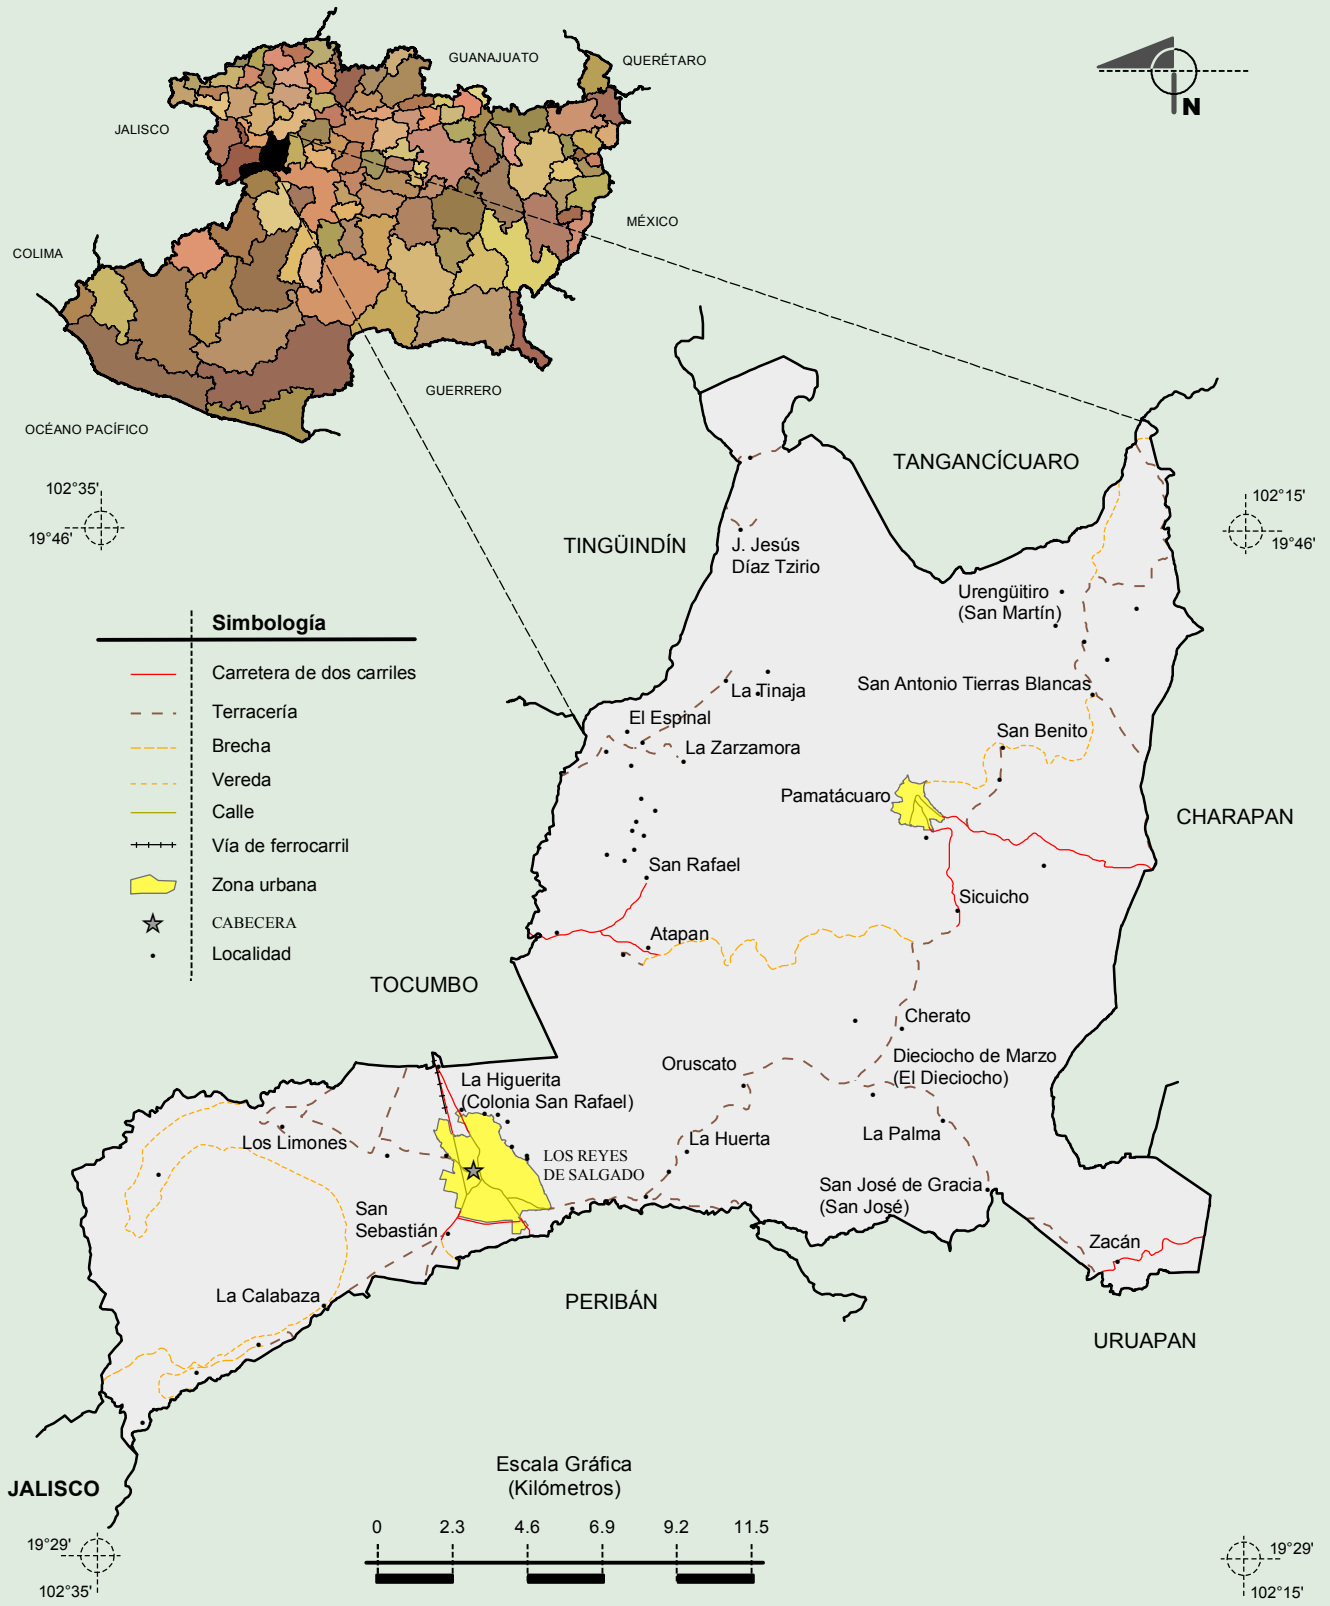 GUANAJUATO
QUERÉTARO
JALISCO
N
MÉXICO
COLIMA
GUERRERO
OCÉANO PACÍFICO
TANGANCÍCUARO
102°35'
19°46'
102°15'
19°46'
TINGÜINDÍN
J. Jesús
Díaz Tzirio
Urengüitiro
(San Martín)
Simbología
Carretera de dos carriles
Terracería
Brecha
Vereda
Calle
Vía de ferrocarril
Zona urbana
CABECERA
Localidad
La Tinaja
San Antonio Tierras Blancas
El Espinal
San Benito
La Zarzamora
Pamatácuaro
CHARAPAN
San Rafael
Sicuicho
Atapan
TOCUMBO
Cherato
Dieciocho de Marzo
(El Dieciocho)
Oruscato
La Higuerita
(Colonia San Rafael)
Los Limones
La Huerta
La Palma
LOS REYES
DE SALGADO
San José de Gracia
(San José)
San
Sebastián
Zacán
La Calabaza
PERIBÁN
URUAPAN
JALISCO
Escala Gráfica
(Kilómetros)
0 2.3 4.6 6.9 9.2 11.5
19°29'
102°35'
19°29'
102°15'